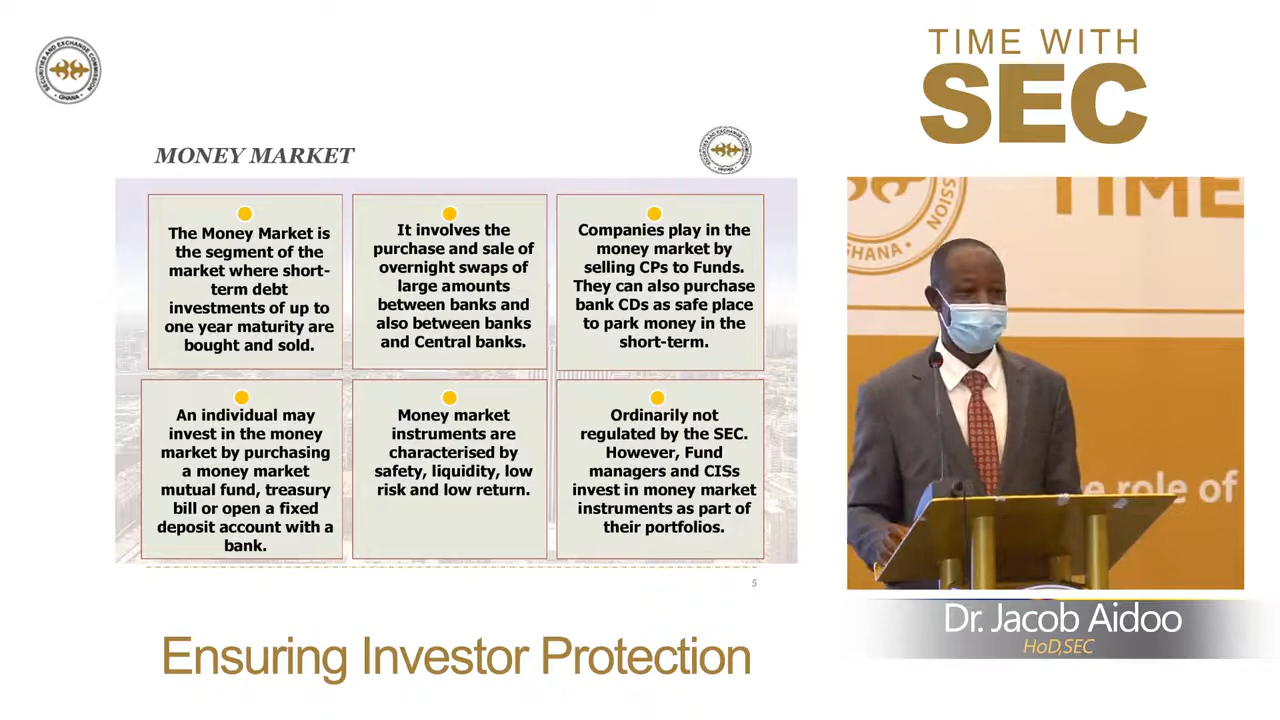 SECURITIES AND EXCHANGE COMMISSION
• GHANA •
TIME WITH
SEC
MONEY MARKET
The Money Market is
the segment of the
market where short-
term debt
investments of up to
one year maturity are
bought and sold.
It involves the
purchase and sale of
overnight swaps of
large amounts
between banks and
also between banks
and Central banks.
Companies play in the
money market by
selling CPs to Funds.
They can also purchase
bank CDs as safe place
to park money in the
short-term.
An individual may
invest in the money
market by purchasing
a money market
mutual fund, treasury
bill or open a fixed
deposit account with a
bank.
Money market
instruments are
characterised by
safety, liquidity, low
risk and low return.
Ordinarily not
regulated by the SEC.
However, Fund
managers and CISs
invest in money market
instruments as part of
their portfolios.
5
TIME
SSION
GHANA •
e role of
Dr. Jacob Aidoo
HoD,SEC
Ensuring Investor Protection